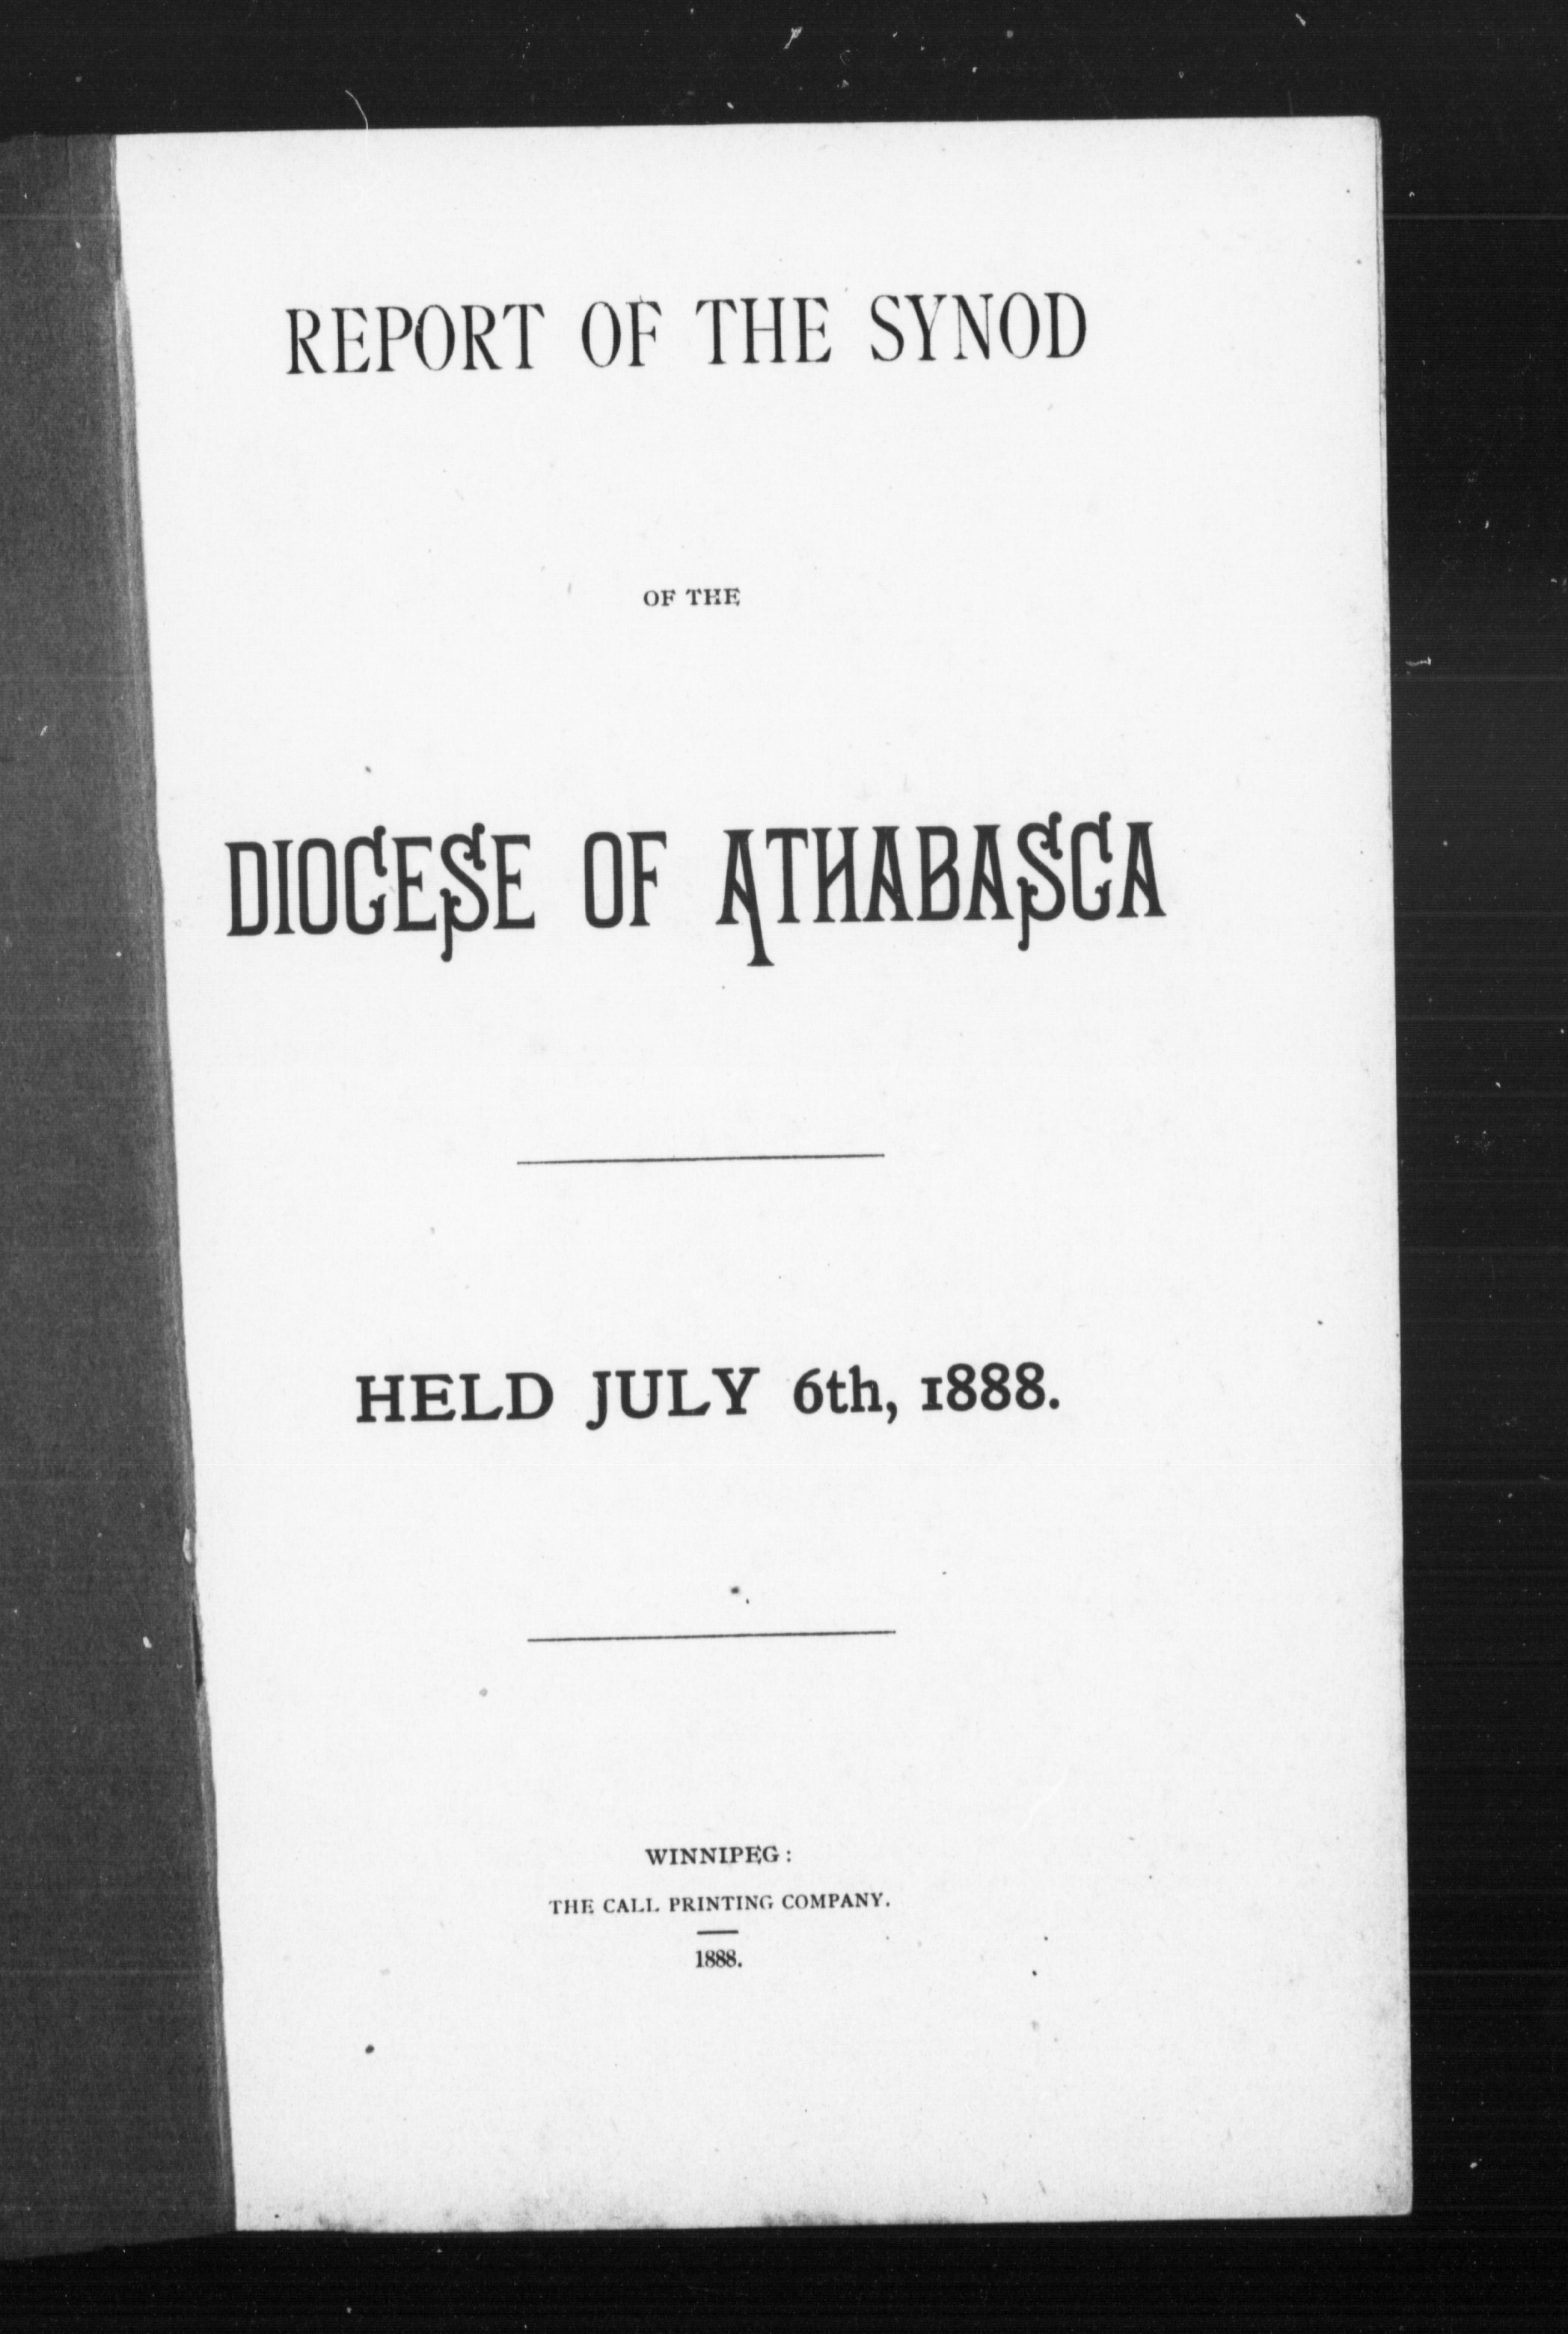 REPORT OF THE SYNOD
OF THE
DIOCESE OF ATHABASCA
HELD JULY 6th, 1888.
WINNIPEG:
THE CALL PRINTING COMPANY.
1888.